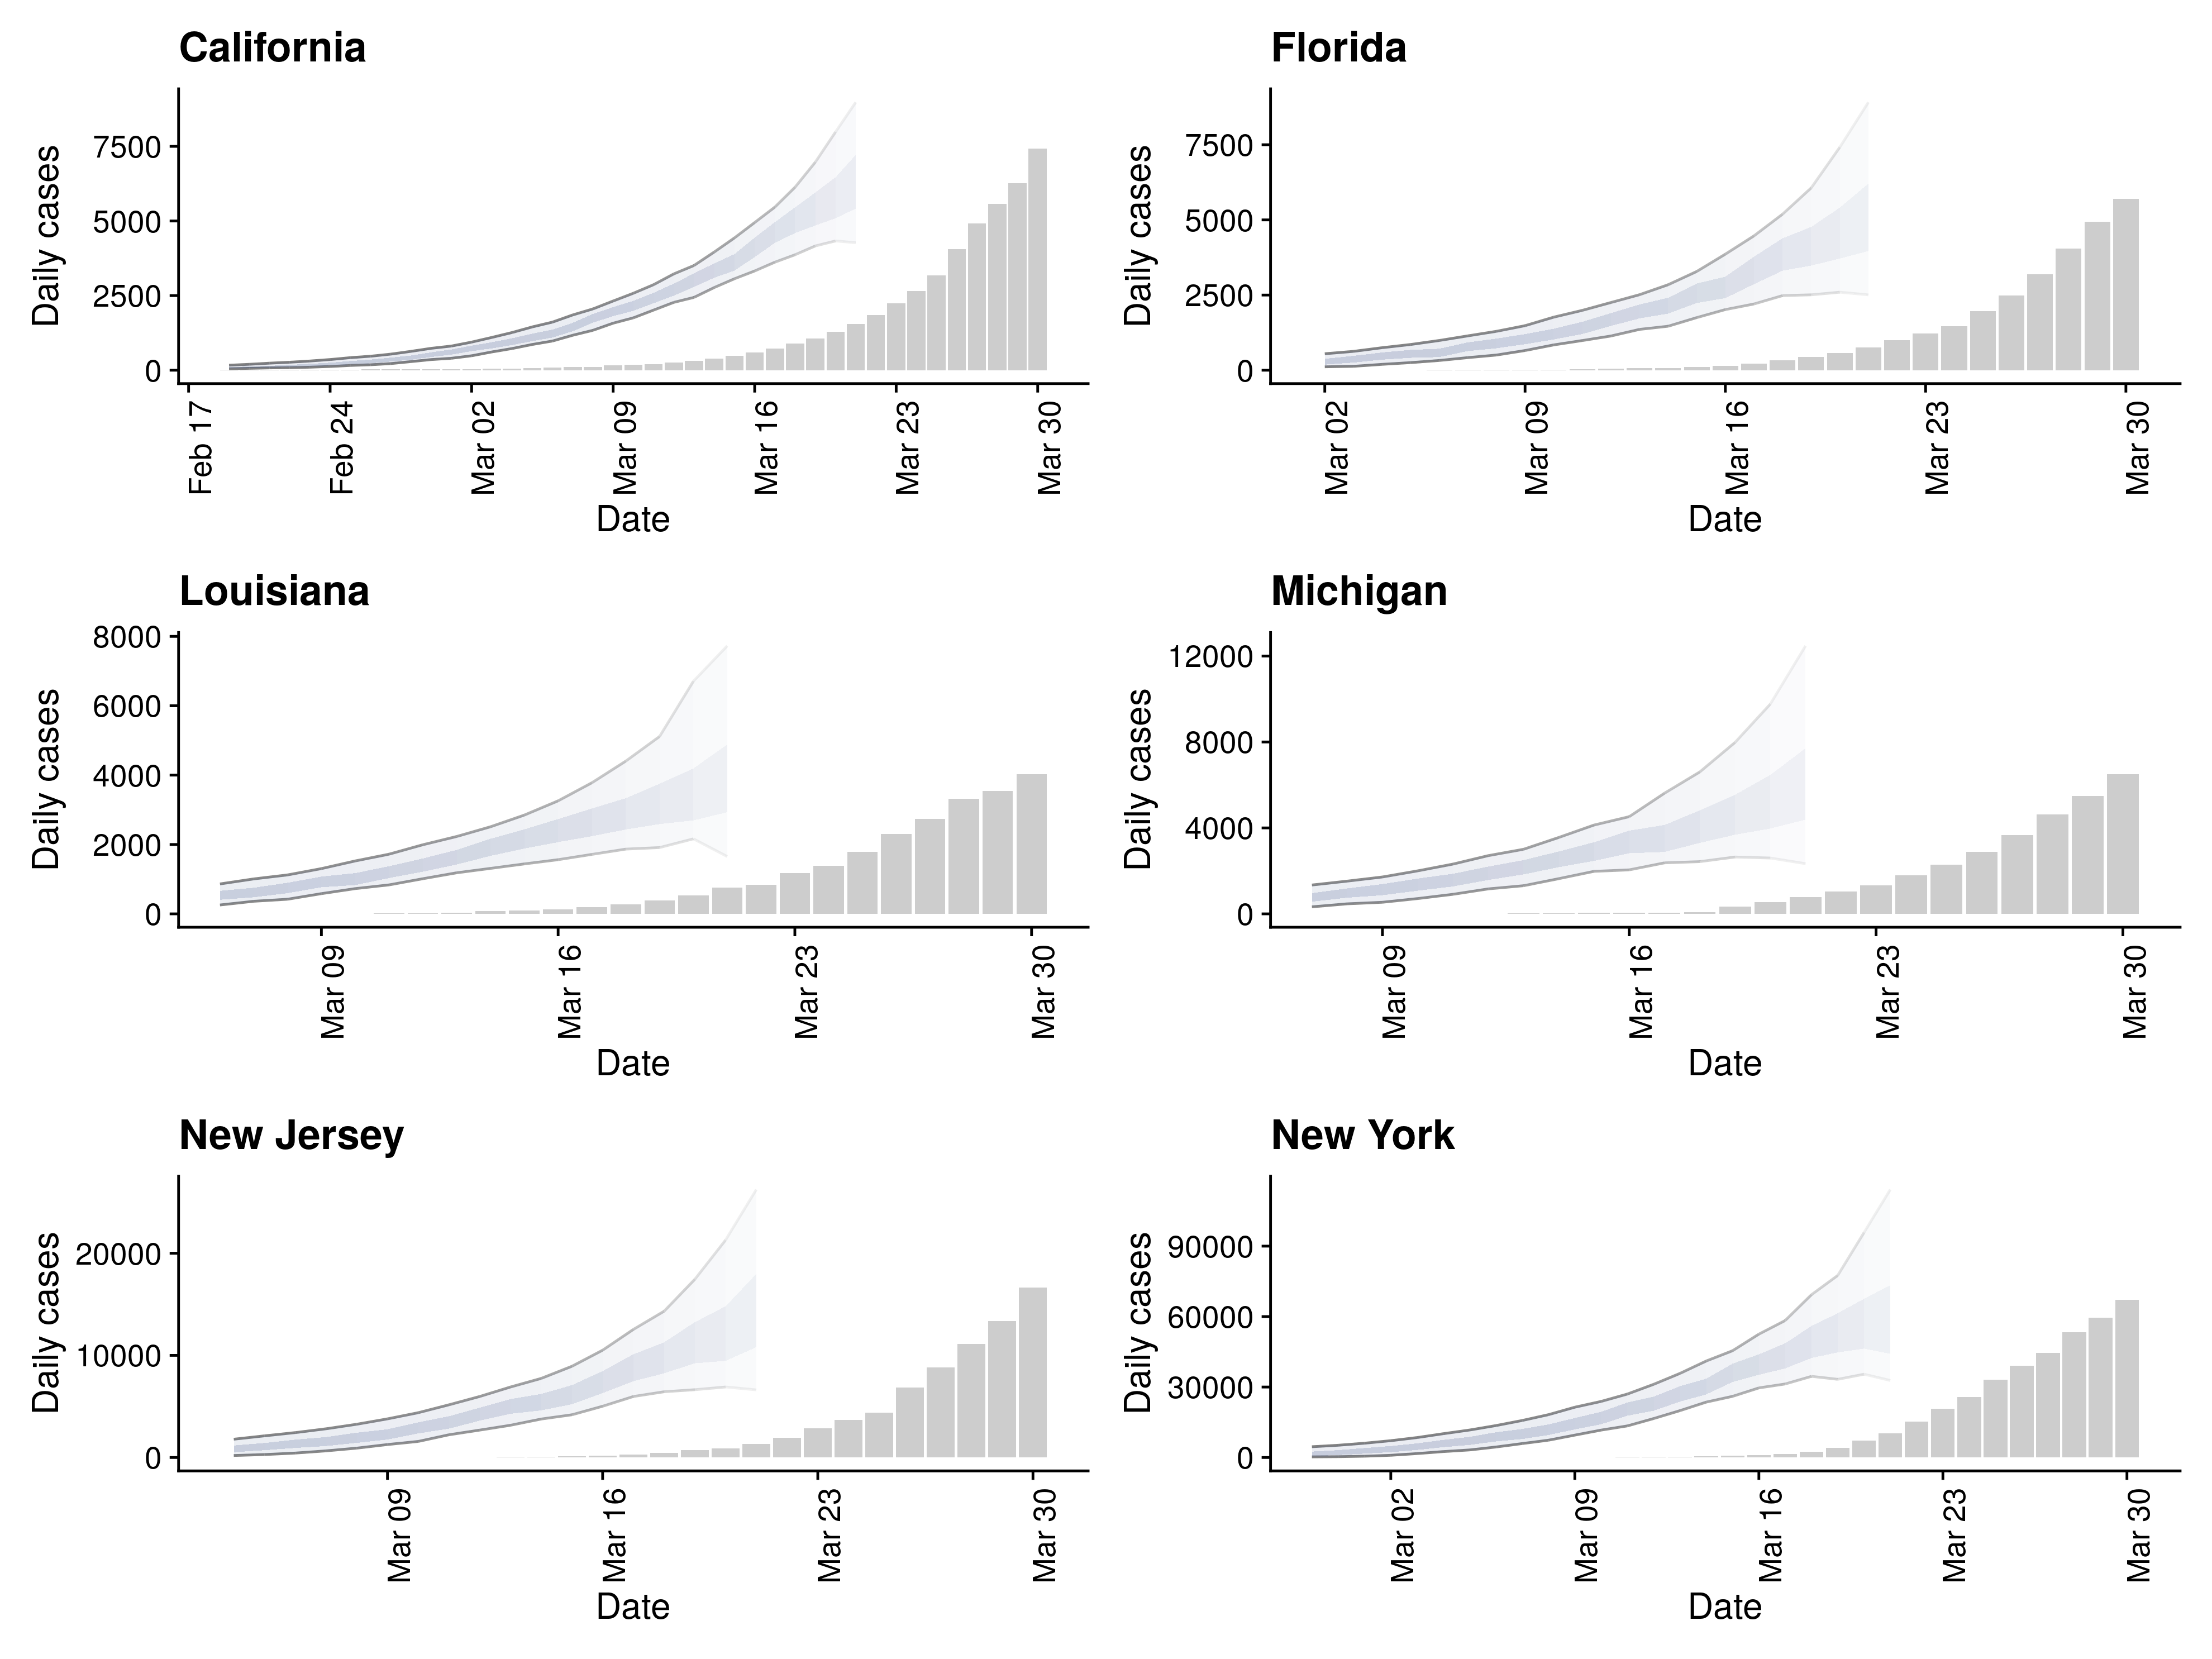 California
Daily cases
7500
5000
2500
0
Feb 17
Feb 24
Mar 02
Mar 09
Mar 16
Mar 23
Mar 30
Date
Florida
Daily cases
7500
5000
2500
0
Mar 02
Mar 09
Mar 16
Mar 23
Mar 30
Date
Louisiana
Daily cases
8000
6000
4000
2000
0
Mar 09
Mar 16
Mar 23
Mar 30
Date
Michigan
Daily cases
12000
8000
4000
0
Mar 09
Mar 16
Mar 23
Mar 30
Date
New Jersey
Daily cases
20000
10000
0
Mar 09
Mar 16
Mar 23
Mar 30
Date
New York
Daily cases
90000
60000
30000
0
Mar 02
Mar 09
Mar 16
Mar 23
Mar 30
Date